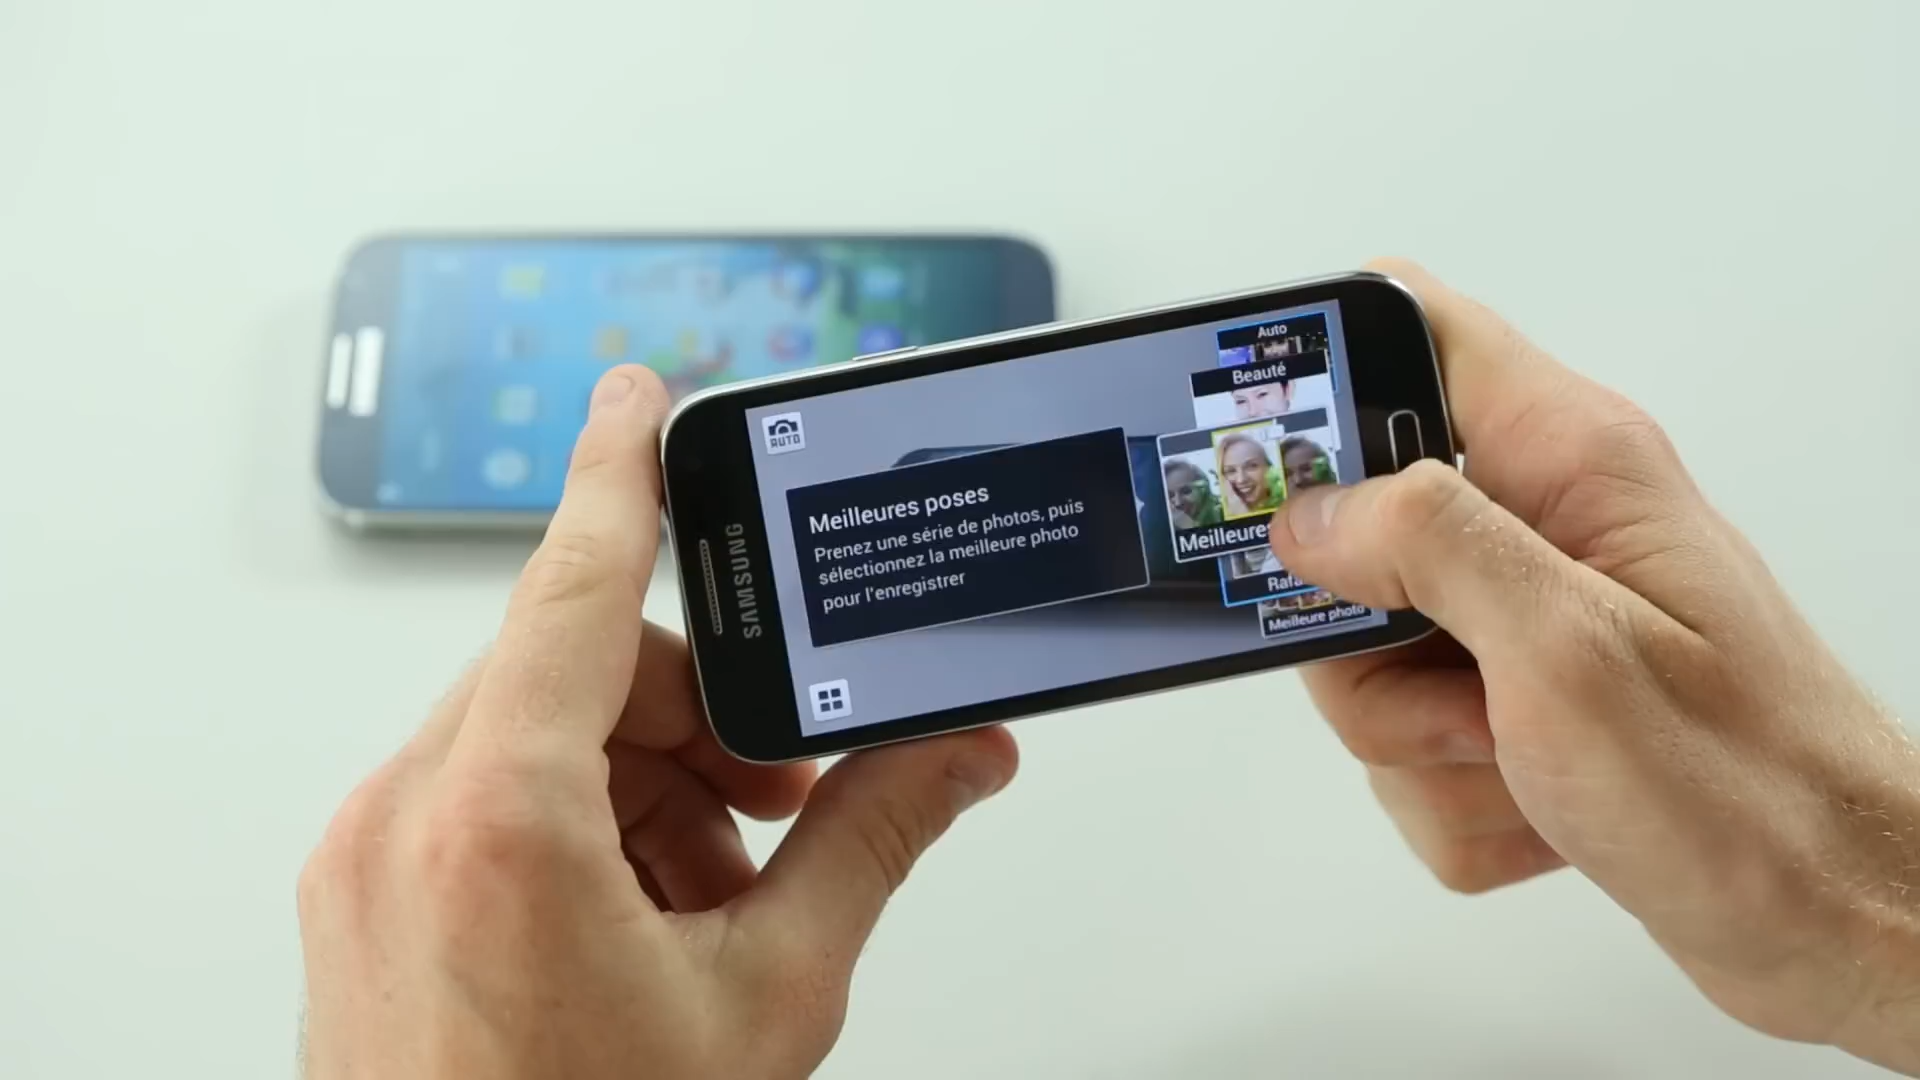 SAMSUNG
AUTO
Meilleures poses
Prenez une série de photos, puis
sélectionnez la meilleure photo
pour l'enregistrer
Auto
Beauté
Meilleures
Meilleure photo